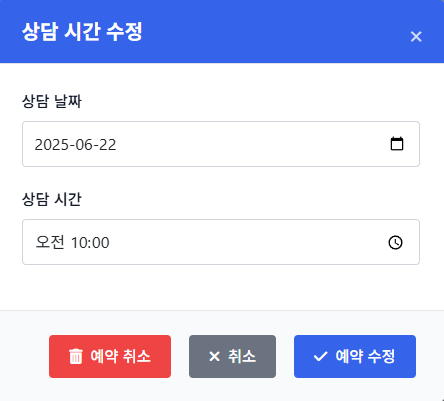 상담 시간 수정
상담 날짜
2025-06-22
상담 시간
오전 10:00
예약 취소
취소
예약 수정